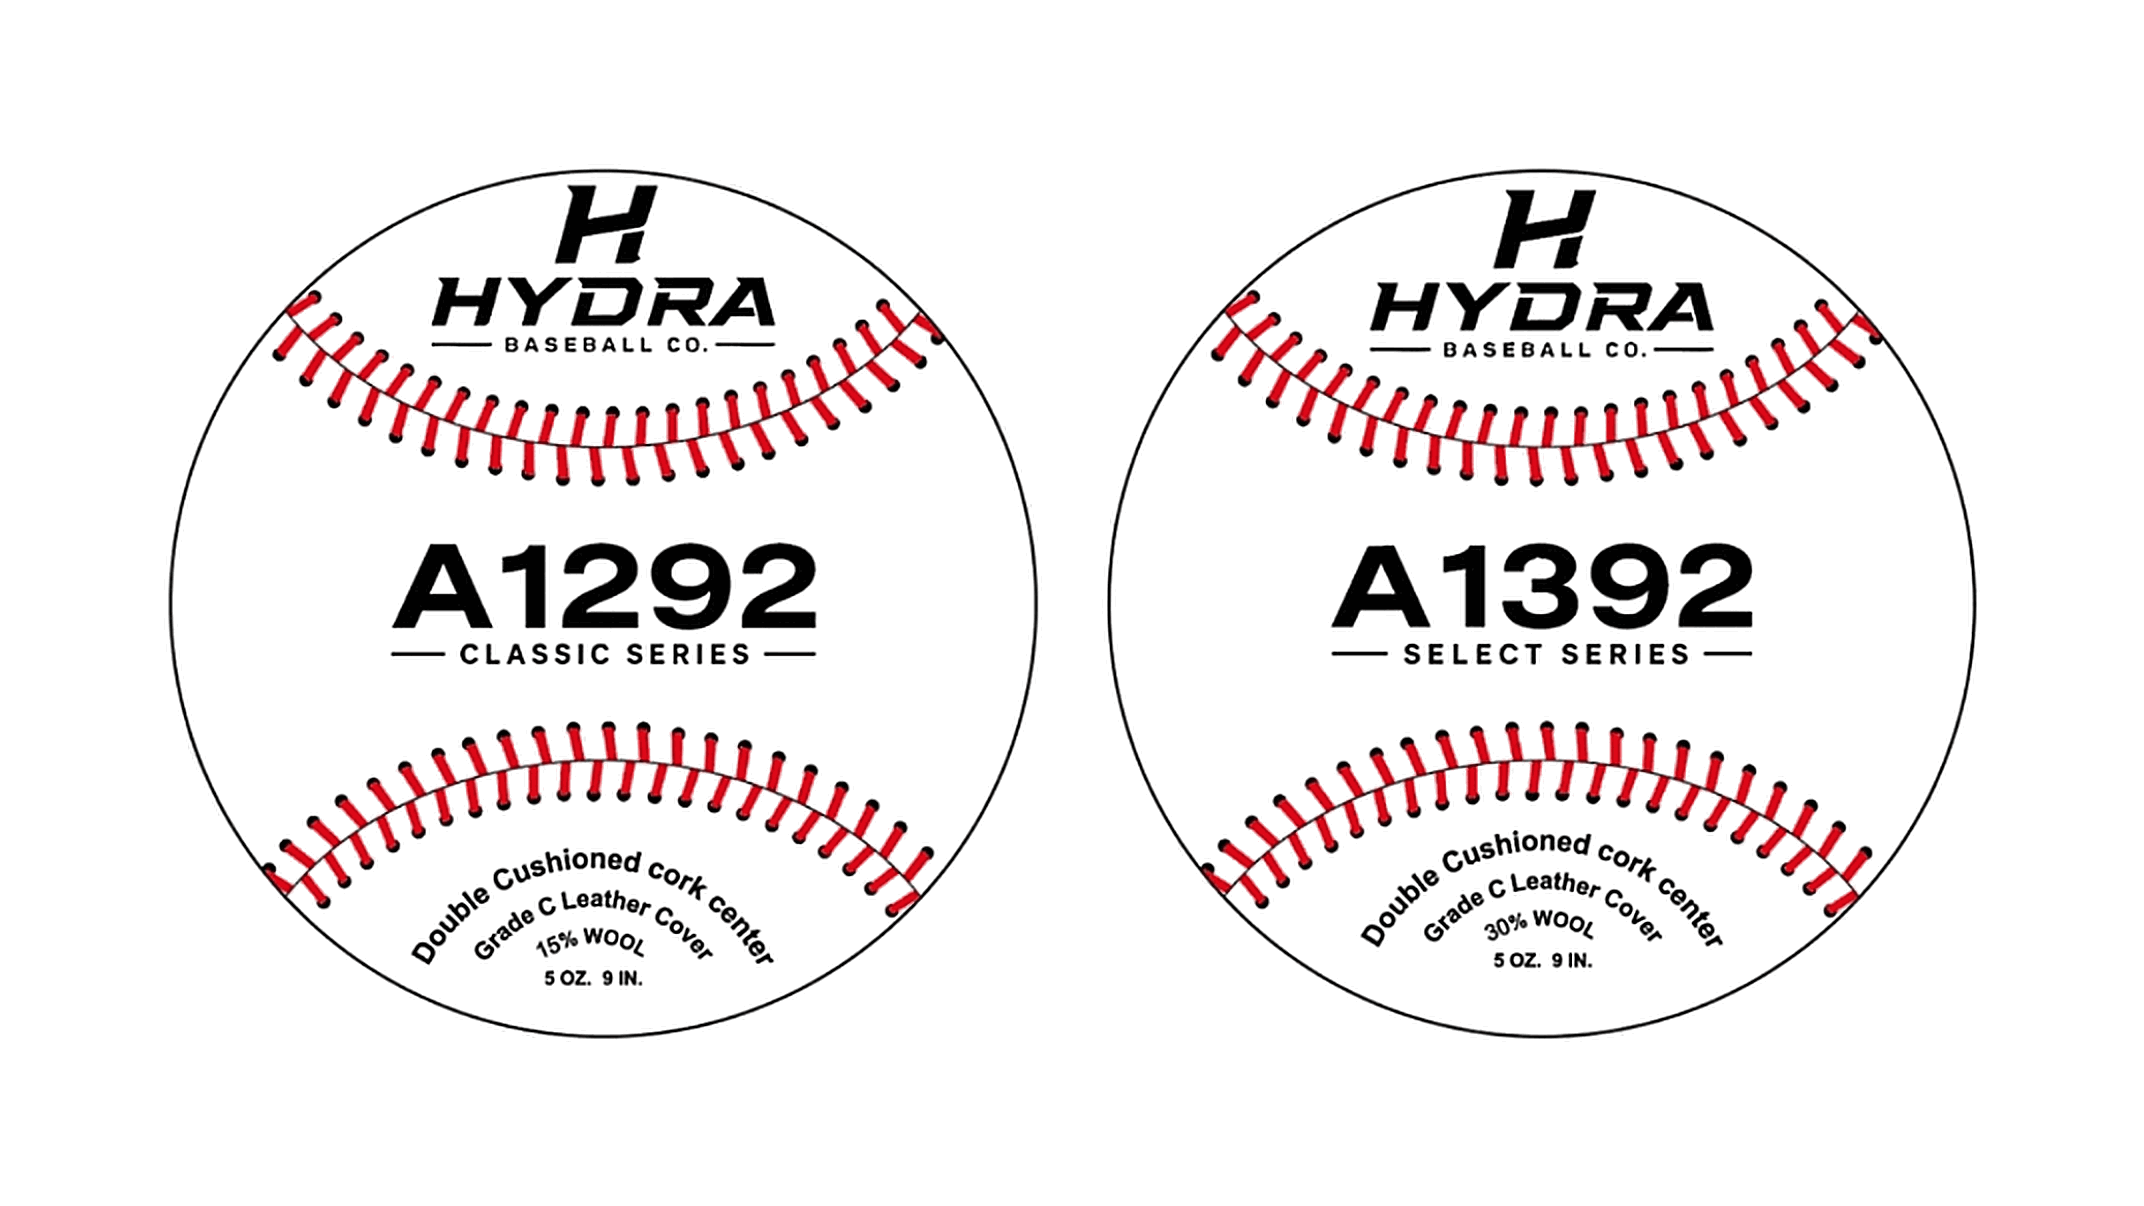 H
HYDRA
BASEBALL CO.
A1292
CLASSIC SERIES
Double Cushioned cork center
Grade C Leather Cover
15% WOOL
5 OZ. 9 IN.
H
HYDRA
BASEBALL CO.
A1392
SELECT SERIES
Double Cushioned cork center
Grade C Leather Cover
30% WOOL
5 OZ. 9 IN.